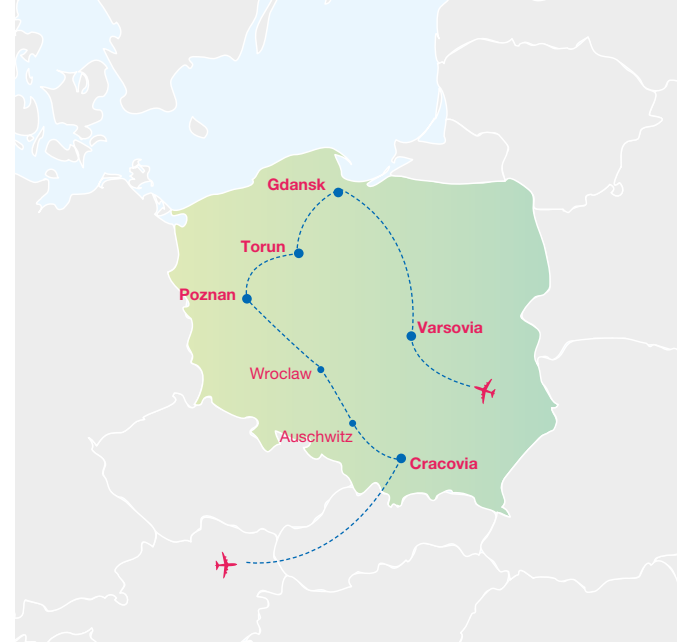 Gdansk
Torun
Poznan
Varsovia
Wroclaw
Auschwitz
Cracovia